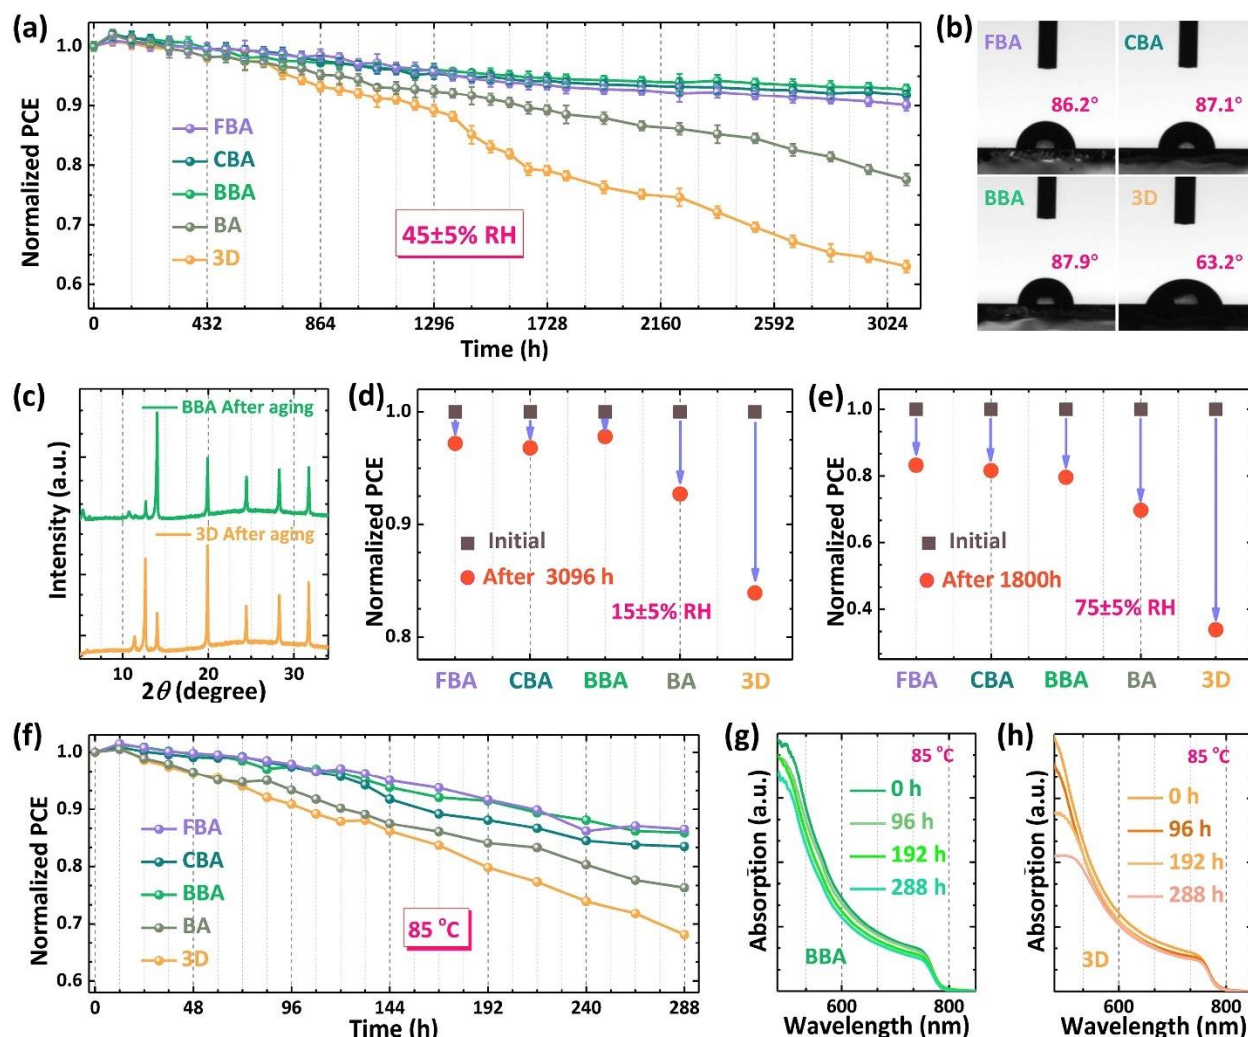 (a)
Normalized PCE
1.0
0.9
0.8
0.7
0.6
FBA
CBA
BBA
BA
3D
45±5% RH
0 432 864 1296 1728 2160 2592 3024
Time (h)
(b)
FBA
86.2°
CBA
87.1°
BBA
87.9°
3D
63.2°
(c)
Intensity (a.u.)
BBA After aging
3D After aging
10 20 30
2θ (degree)
(d)
Normalized PCE
1.0
0.9
0.8
Initial
After 3096 h
15±5% RH
FBA CBA BBA BA 3D
(e)
Normalized PCE
1.0
0.8
0.6
0.4
Initial
After 1800h
75±5% RH
FBA CBA BBA BA 3D
(f)
Normalized PCE
1.0
0.9
0.8
0.7
0.6
FBA
CBA
BBA
BA
3D
85 °C
0 48 96 144 192 240 288
Time (h)
(g)
Absorption (a.u.)
85 °C
0 h
96 h
192 h
288 h
BBA
600 800
Wavelength (nm)
(h)
Absorption (a.u.)
85 °C
0 h
96 h
192 h
288 h
3D
600 800
Wavelength (nm)